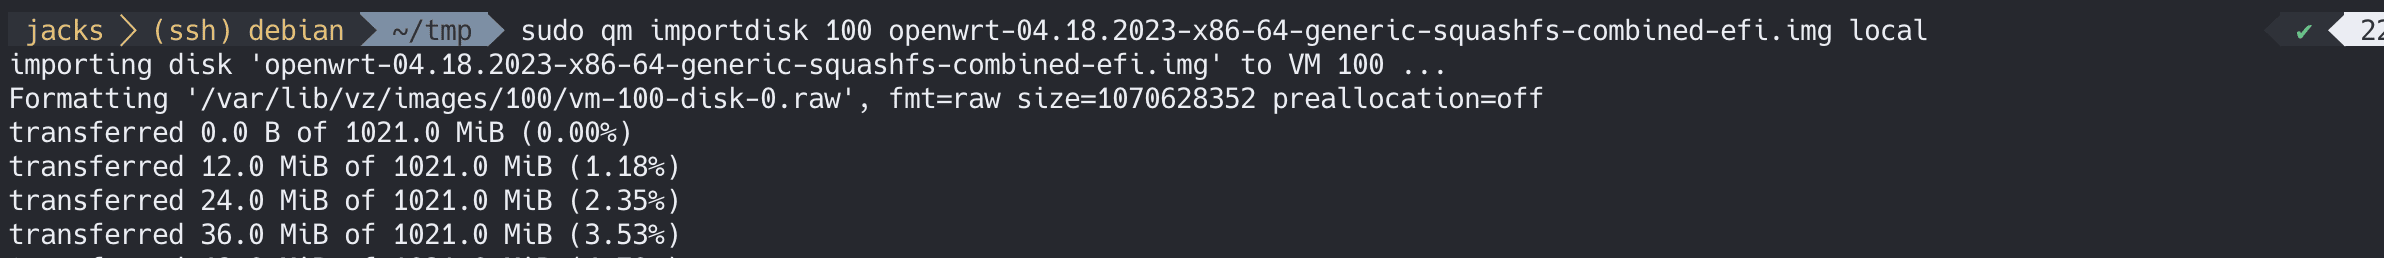 jacks (ssh) debian ~/tmp sudo qm importdisk 100 openwrt-04.18.2023-x86-64-generic-squashfs-combined-efi.img local ✔ 22
importing disk 'openwrt-04.18.2023-x86-64-generic-squashfs-combined-efi.img' to VM 100 ...
Formatting '/var/lib/vz/images/100/vm-100-disk-0.raw', fmt=raw size=1070628352 preallocation=off
transferred 0.0 B of 1021.0 MiB (0.00%)
transferred 12.0 MiB of 1021.0 MiB (1.18%)
transferred 24.0 MiB of 1021.0 MiB (2.35%)
transferred 36.0 MiB of 1021.0 MiB (3.53%)